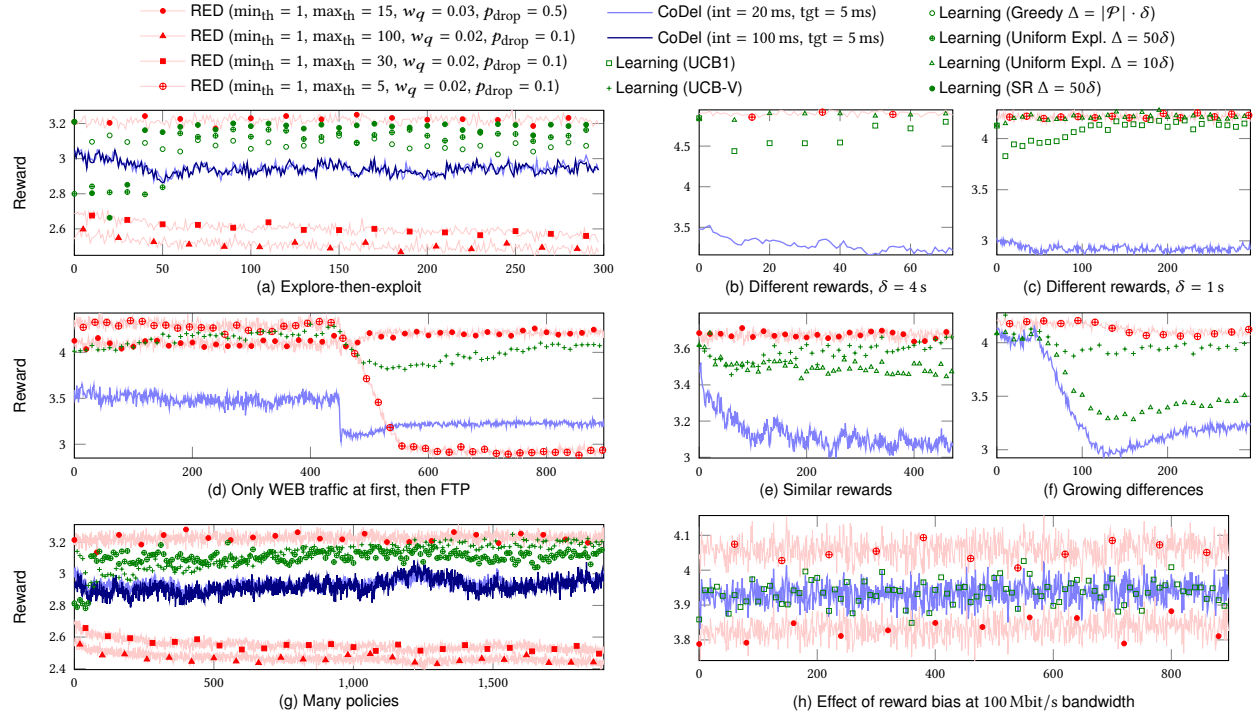 RED (min_th = 1, max_th = 15, w_q = 0.03, p_drop = 0.5)
RED (min_th = 1, max_th = 100, w_q = 0.02, p_drop = 0.1)
RED (min_th = 1, max_th = 30, w_q = 0.02, p_drop = 0.1)
RED (min_th = 1, max_th = 5, w_q = 0.02, p_drop = 0.1)
CoDel (int = 20 ms, tgt = 5 ms)
CoDel (int = 100 ms, tgt = 5 ms)
Learning (UCB1)
Learning (UCB-V)
Learning (Greedy Δ = |𝒫| · δ)
Learning (Uniform Expl. Δ = 50δ)
Learning (Uniform Expl. Δ = 10δ)
Learning (SR Δ = 50δ)
Reward
3.2
3
2.8
2.6
0 50 100 150 200 250 300
(a) Explore-then-exploit
4.5
4
3.5
0 20 40 60
(b) Different rewards, δ = 4 s
4
3.5
3
0 100 200
(c) Different rewards, δ = 1 s
Reward
4
3.5
3
0 200 400 600 800
(d) Only WEB traffic at first, then FTP
3.8
3.6
3.4
3.2
3
0 200 400
(e) Similar rewards
4
3.5
3
0 100 200
(f) Growing differences
Reward
3.2
3
2.8
2.6
2.4
0 500 1,000 1,500
(g) Many policies
4.1
4
3.9
3.8
0 200 400 600 800
(h) Effect of reward bias at 100 Mbit/s bandwidth